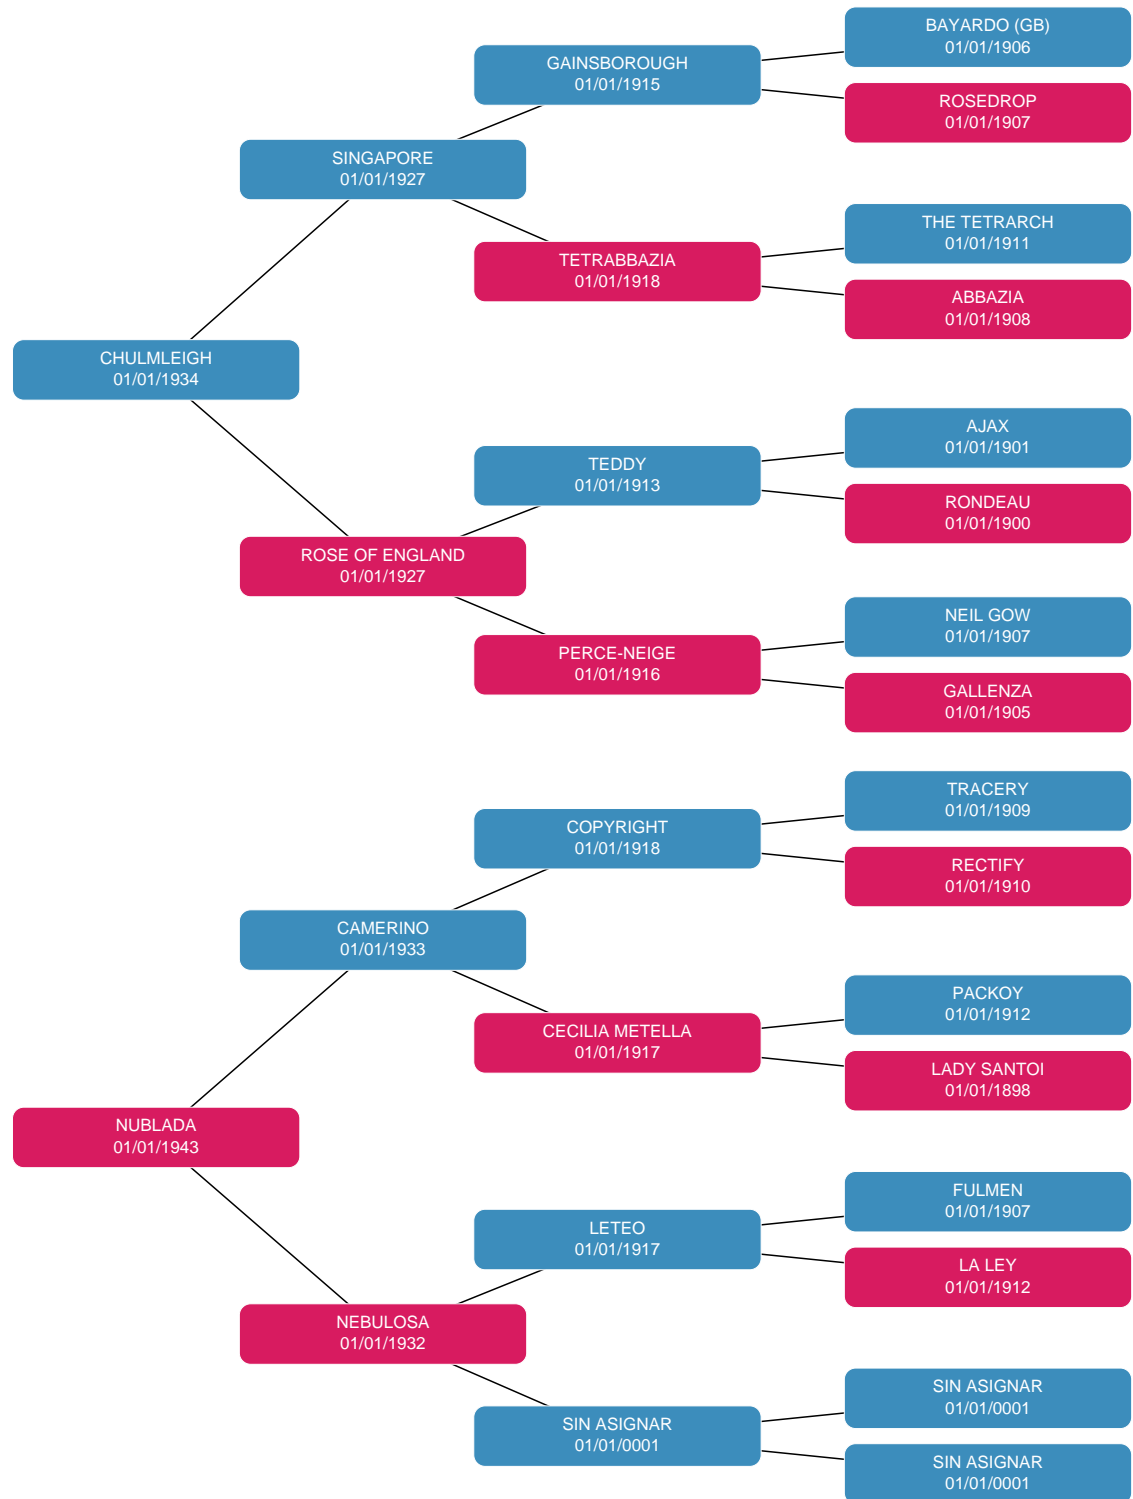 BAYARDO (GB)
01/01/1906
GAINSBOROUGH
01/01/1915
ROSEDROP
01/01/1907
SINGAPORE
01/01/1927
THE TETRARCH
01/01/1911
TETRABBAZIA
01/01/1918
ABBAZIA
01/01/1908
CHULMLEIGH
01/01/1934
AJAX
01/01/1901
TEDDY
01/01/1913
RONDEAU
01/01/1900
ROSE OF ENGLAND
01/01/1927
NEIL GOW
01/01/1907
PERCE-NEIGE
01/01/1916
GALLENZA
01/01/1905
TRACERY
01/01/1909
COPYRIGHT
01/01/1918
RECTIFY
01/01/1910
CAMERINO
01/01/1933
PACKOY
01/01/1912
CECILIA METELLA
01/01/1917
LADY SANTOI
01/01/1898
NUBLADA
01/01/1943
FULMEN
01/01/1907
LETEO
01/01/1917
LA LEY
01/01/1912
NEBULOSA
01/01/1932
SIN ASIGNAR
01/01/0001
SIN ASIGNAR
01/01/0001
SIN ASIGNAR
01/01/0001